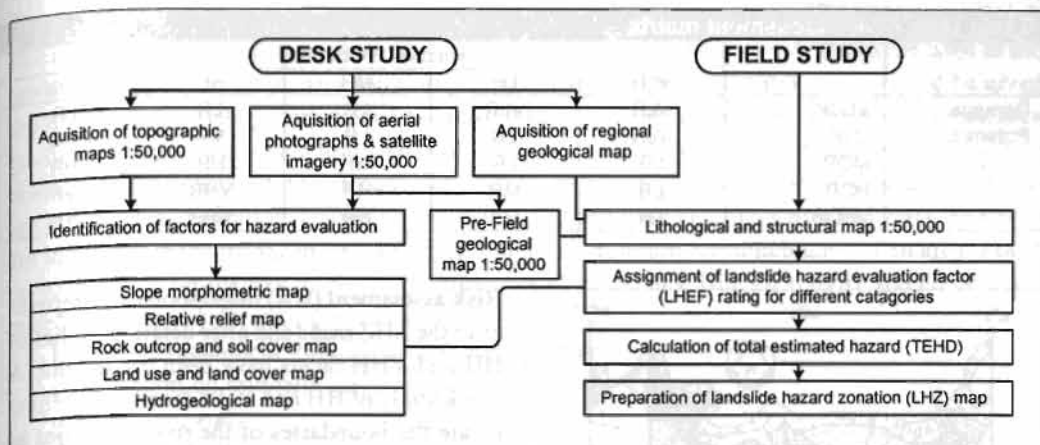 DESK STUDY
FIELD STUDY
Aquisition of topographic
maps 1:50,000
Aquisition of aerial
photographs & satellite
imagery 1:50,000
Aquisition of regional
geological map
Identification of factors for hazard evaluation
Pre-Field
geological
map 1:50,000
Lithological and structural map 1:50,000
Slope morphometric map
Relative relief map
Rock outcrop and soil cover map
Land use and land cover map
Hydrogeological map
Assignment of landslide hazard evaluation factor
(LHEF) rating for different catagories
Calculation of total estimated hazard (TEHD)
Preparation of landslide hazard zonation (LHZ) map